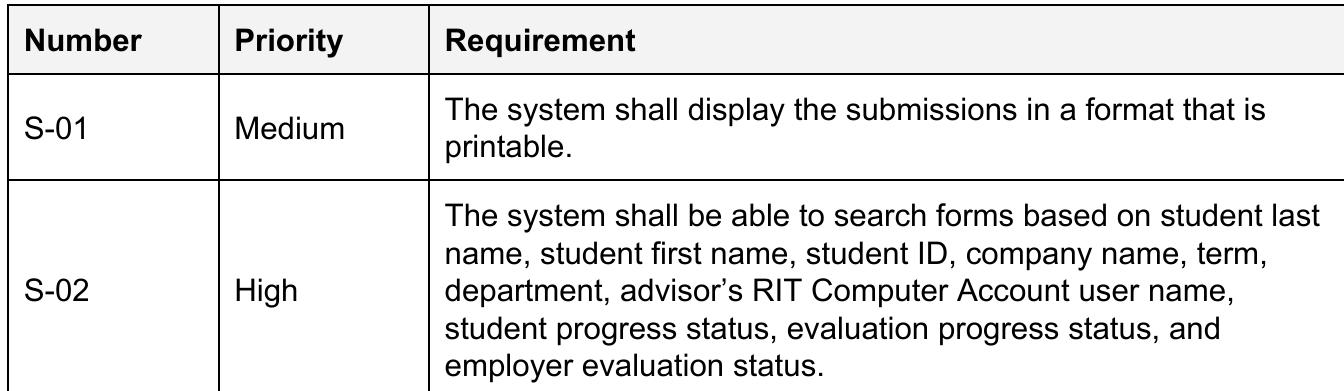 Number Priority Requirement
S-01 Medium The system shall display the submissions in a format that is
printable.
S-02 High The system shall be able to search forms based on student last
name, student first name, student ID, company name, term,
department, advisor’s RIT Computer Account user name,
student progress status, evaluation progress status, and
employer evaluation status.